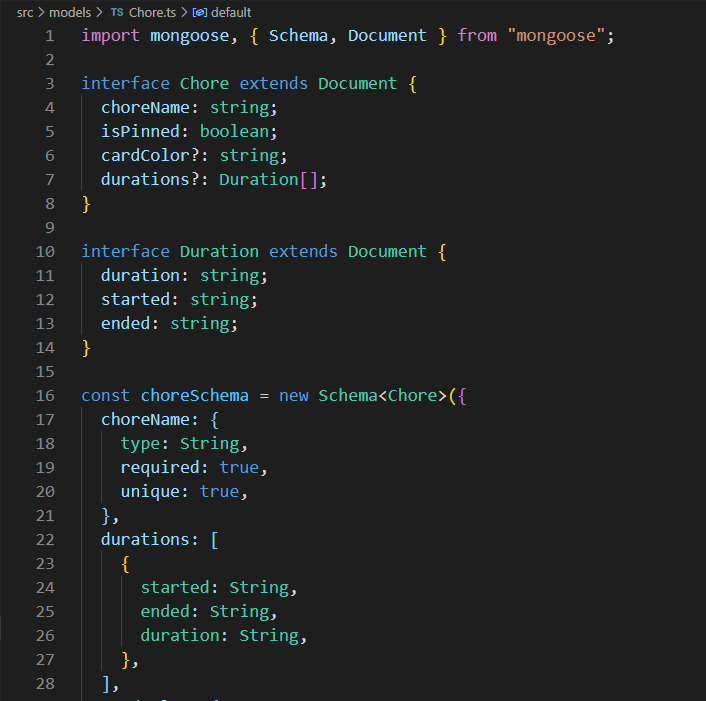 src > models > TS Chore.ts > default
1 import mongoose, { Schema, Document } from "mongoose";
2
3 interface Chore extends Document {
4 choreName: string;
5 isPinned: boolean;
6 cardColor?: string;
7 durations?: Duration[];
8 }
9
10 interface Duration extends Document {
11 duration: string;
12 started: string;
13 ended: string;
14 }
15
16 const choreSchema = new Schema<Chore>({
17 choreName: {
18 type: String,
19 required: true,
20 unique: true,
21 },
22 durations: [
23 {
24 started: String,
25 ended: String,
26 duration: String,
27 },
28 ],